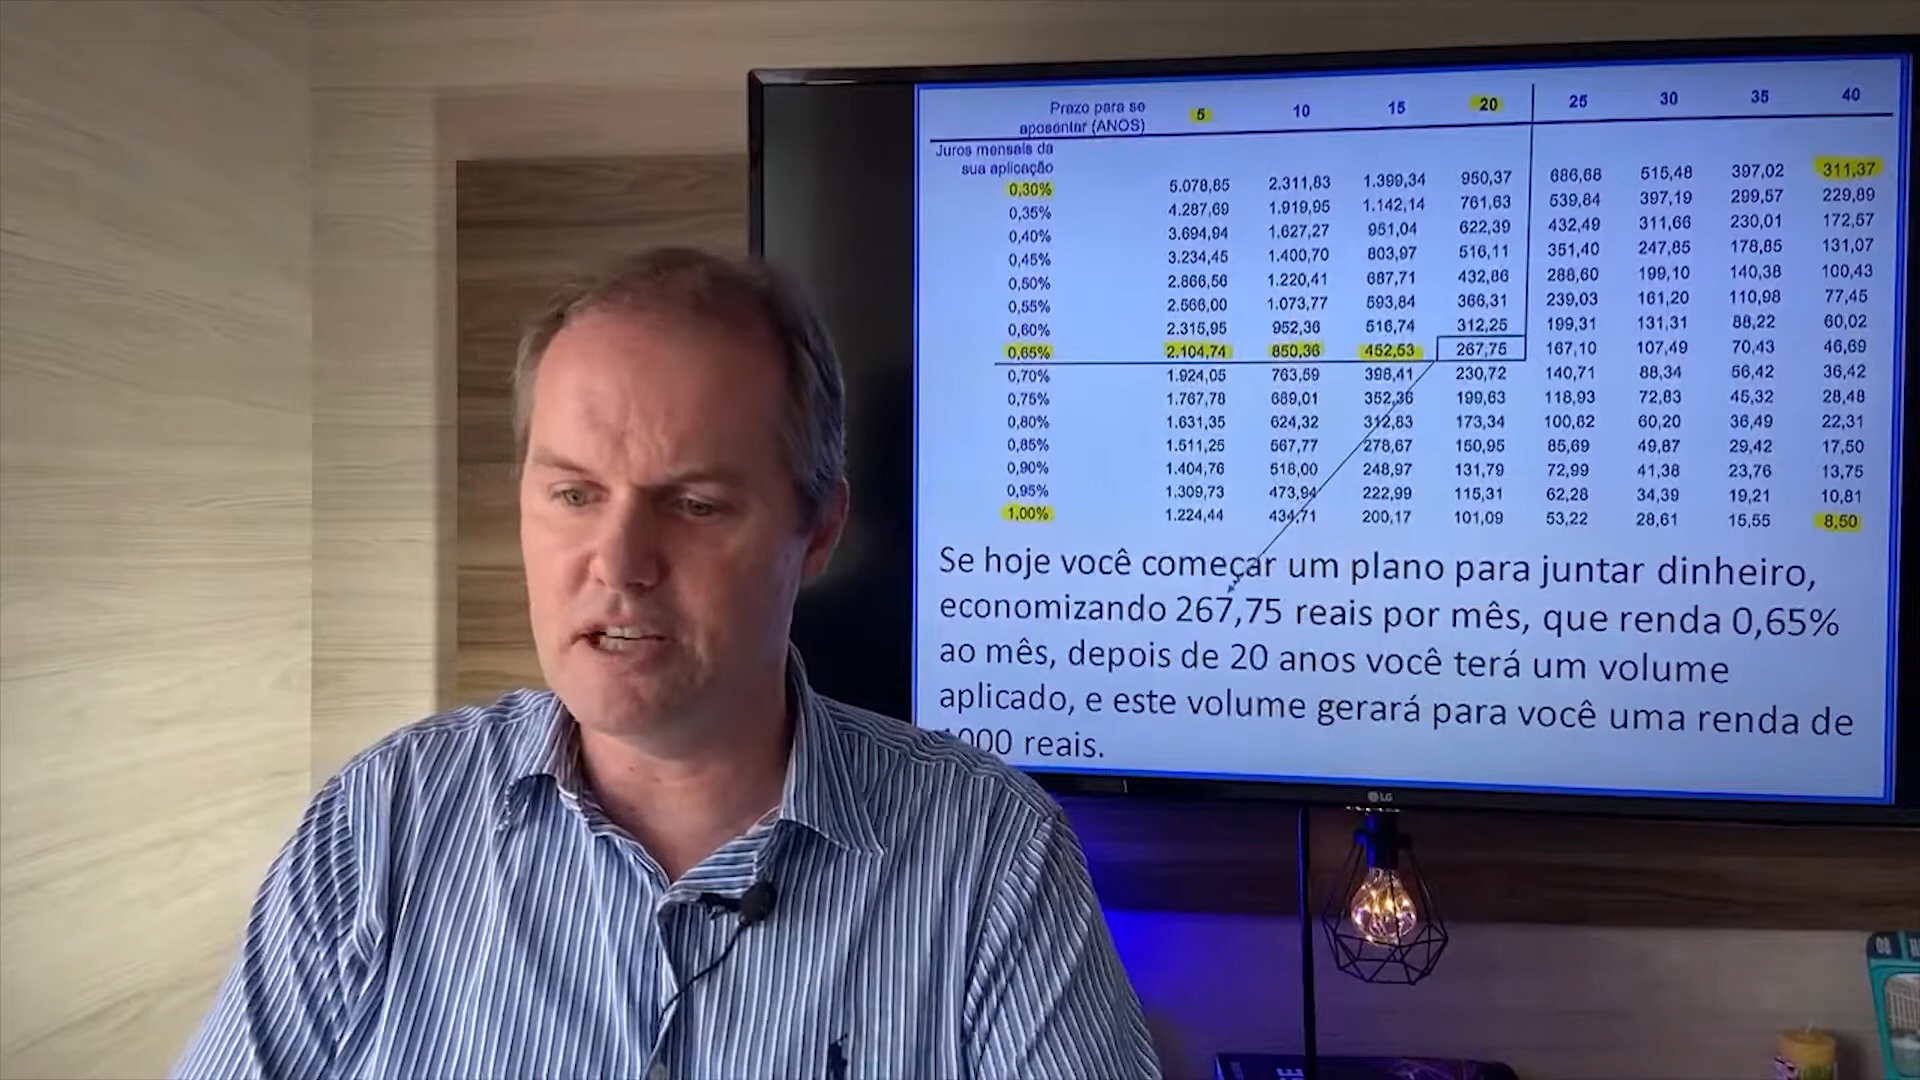 Prazo para se
aposentar (ANOS) 5 10 15 20 25 30 35 40
Juros mensais da
sua aplicação
0,30% 5.078,85 2.311,83 1.399,34 950,37 686,68 515,48 397,02 311,37
0,35% 4.287,69 1.919,95 1.142,14 761,63 539,84 397,19 299,57 229,89
0,40% 3.694,94 1.627,27 951,04 622,39 432,49 311,66 230,01 172,57
0,45% 3.234,45 1.400,70 803,97 516,11 351,40 247,85 178,85 131,07
0,50% 2.866,56 1.220,41 687,71 432,86 288,60 199,10 140,38 100,43
0,55% 2.566,00 1.073,77 593,84 366,31 239,03 161,20 110,98 77,45
0,60% 2.315,95 952,36 516,74 312,25 199,31 131,31 88,22 60,02
0,65% 2.104,74 850,36 452,53 267,75 167,10 107,49 70,43 46,69
0,70% 1.924,05 763,59 398,41 230,72 140,71 88,34 56,42 36,42
0,75% 1.767,78 689,01 352,36 199,63 118,93 72,83 45,32 28,48
0,80% 1.631,35 624,32 312,83 173,34 100,82 60,20 36,49 22,31
0,85% 1.511,25 567,77 278,67 150,95 85,69 49,87 29,42 17,50
0,90% 1.404,76 518,00 248,97 131,79 72,99 41,38 23,76 13,75
0,95% 1.309,73 473,94 222,99 115,31 62,28 34,39 19,21 10,81
1,00% 1.224,44 434,71 200,17 101,09 53,22 28,61 15,55 8,50
Se hoje você começar um plano para juntar dinheiro,
economizando 267,75 reais por mês, que renda 0,65%
ao mês, depois de 20 anos você terá um volume
aplicado, e este volume gerará para você uma renda de
1000 reais.
LG